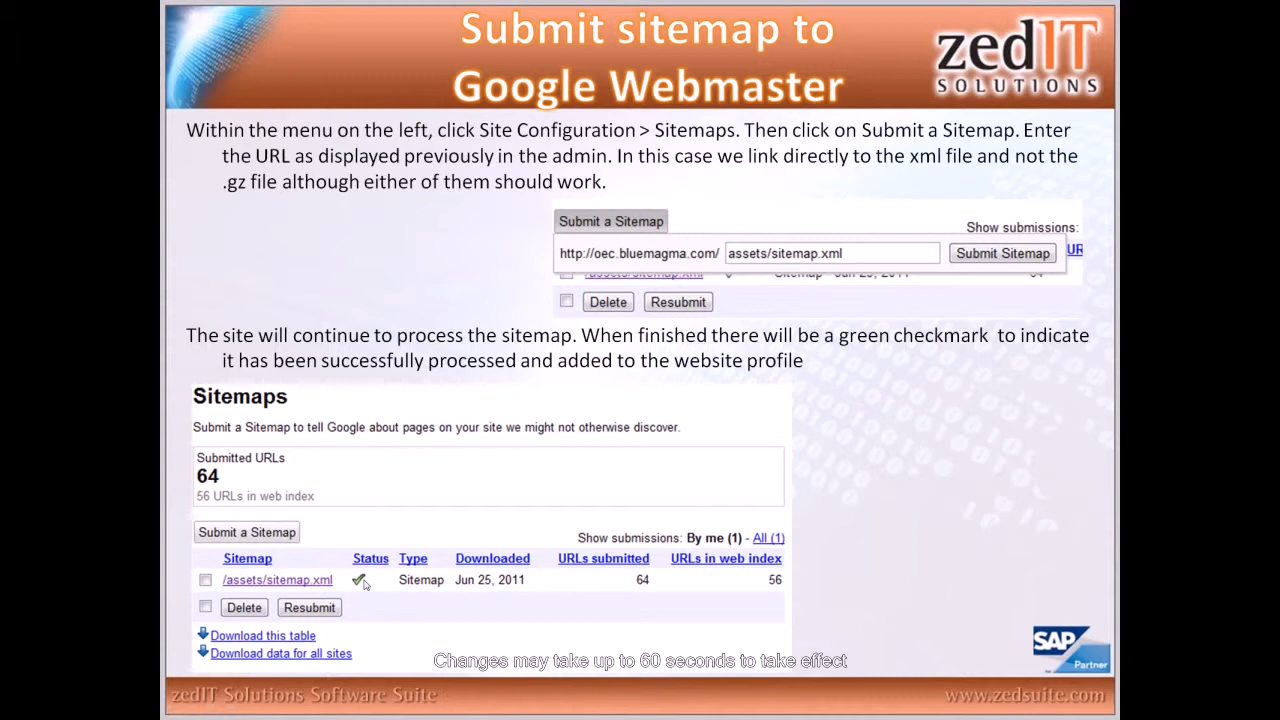 Submit sitemap to
Google Webmaster
zedIT
SOLUTIONS
Within the menu on the left, click Site Configuration > Sitemaps. Then click on Submit a Sitemap. Enter
the URL as displayed previously in the admin. In this case we link directly to the xml file and not the
.gz file although either of them should work.
Submit a Sitemap
Show submissions:
http://oec.bluemagma.com/ assets/sitemap.xml Submit Sitemap UR
/assets/sitemap.xml Sitemap Jun 25, 2011 64
Delete Resubmit
The site will continue to process the sitemap. When finished there will be a green checkmark to indicate
it has been successfully processed and added to the website profile
Sitemaps
Submit a Sitemap to tell Google about pages on your site we might not otherwise discover.
Submitted URLs
64
56 URLs in web index
Submit a Sitemap Show submissions: By me (1) - All (1)
Sitemap Status Type Downloaded URLs submitted URLs in web index
/assets/sitemap.xml Sitemap Jun 25, 2011 64 56
Delete Resubmit
Download this table
Download data for all sites
Changes may take up to 60 seconds to take effect
SAP
Partner
zedIT Solutions Software Suite www.zedsuite.com